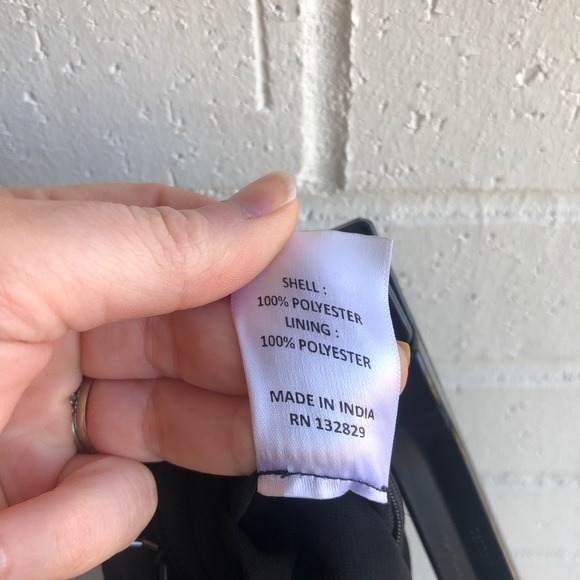 SHELL :
100% POLYESTER
LINING :
100% POLYESTER
MADE IN INDIA
RN 132829